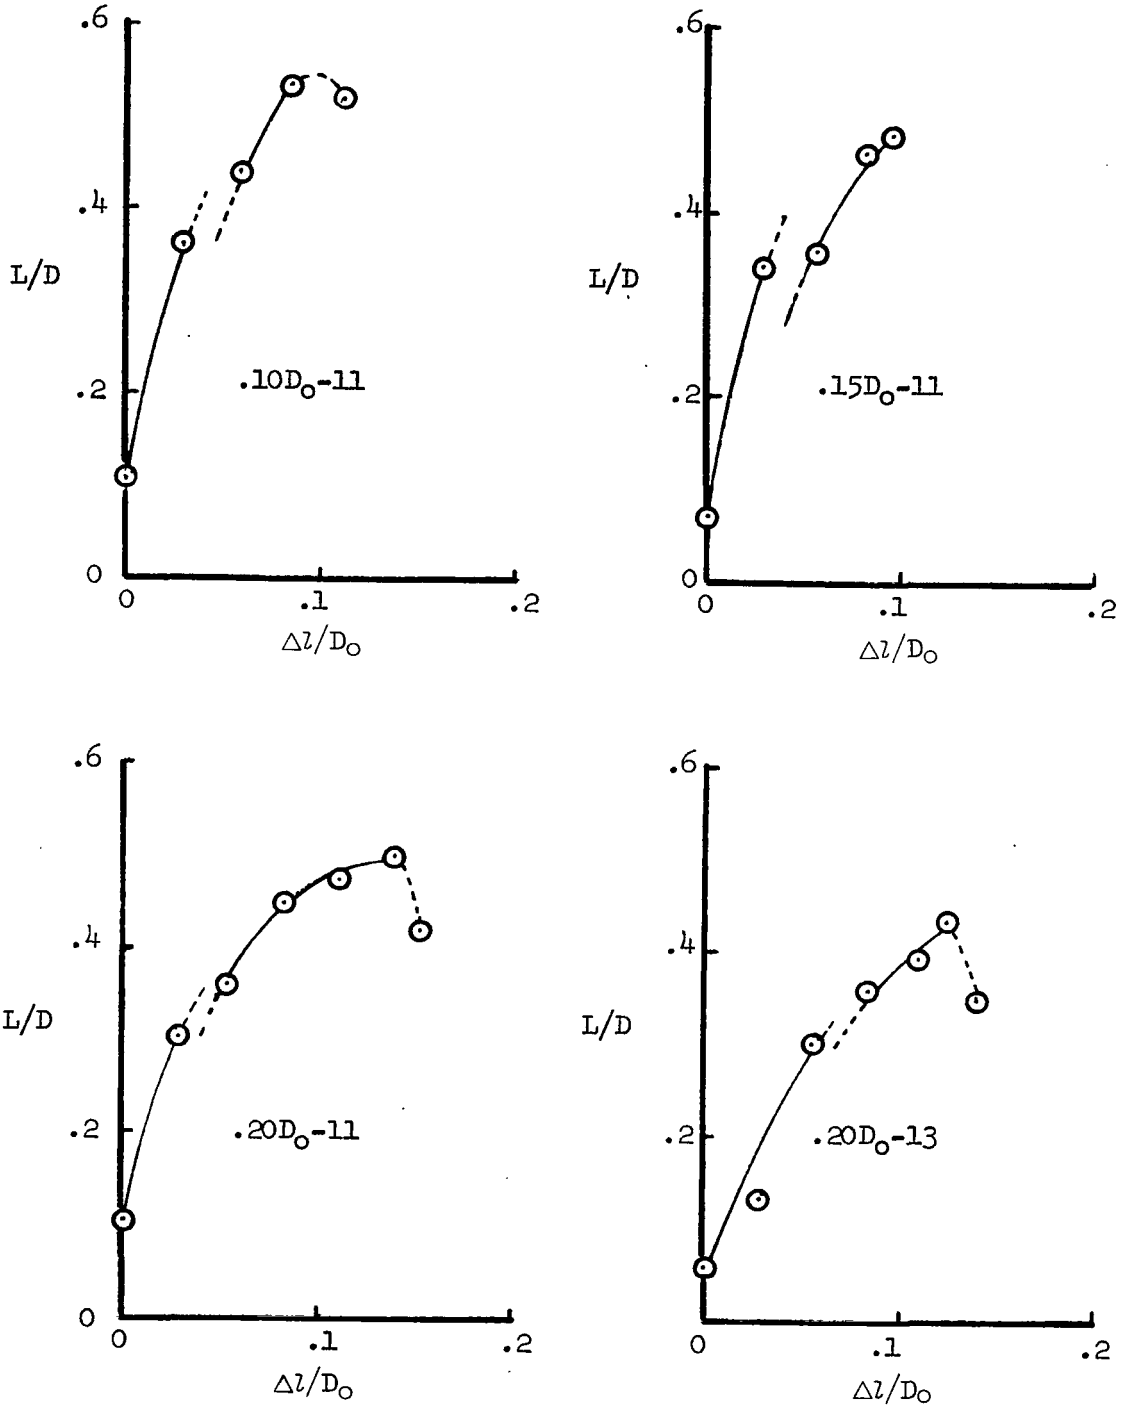 .6
.4
L/D
.10D₀-11
.2
0
0 .1 .2
Δl/D₀
.6
.4
L/D
.15D₀-11
.2
0
0 .1 .2
Δl/D₀
.6
.4
L/D
.20D₀-11
.2
0
0 .1 .2
Δl/D₀
.6
.4
L/D
.20D₀-13
.2
0 .1 .2
Δl/D₀